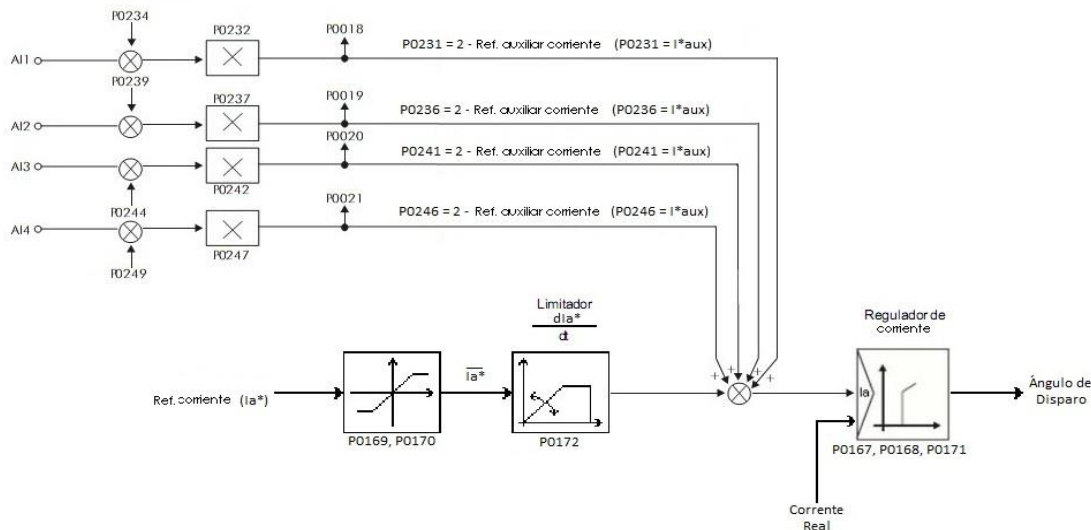 P0234
P0232
P0018
AI1
P0231 = 2 - Ref. auxiliar corriente (P0231 = I*aux)
P0239
P0237
P0019
AI2
P0236 = 2 - Ref. auxiliar corriente (P0236 = I*aux)
P0020
AI3
P0241 = 2 - Ref. auxiliar corriente (P0241 = I*aux)
P0242
P0244
P0021
AI4
P0246 = 2 - Ref. auxiliar corriente (P0246 = I*aux)
P0247
P0249
Limitador
dIa*
dt
Regulador de
corriente
+ + + +
Ref. corriente (Ia*)
Ia*
Ia
Ángulo de
Disparo
P0169, P0170
P0172
P0167, P0168, P0171
Corrente
Real